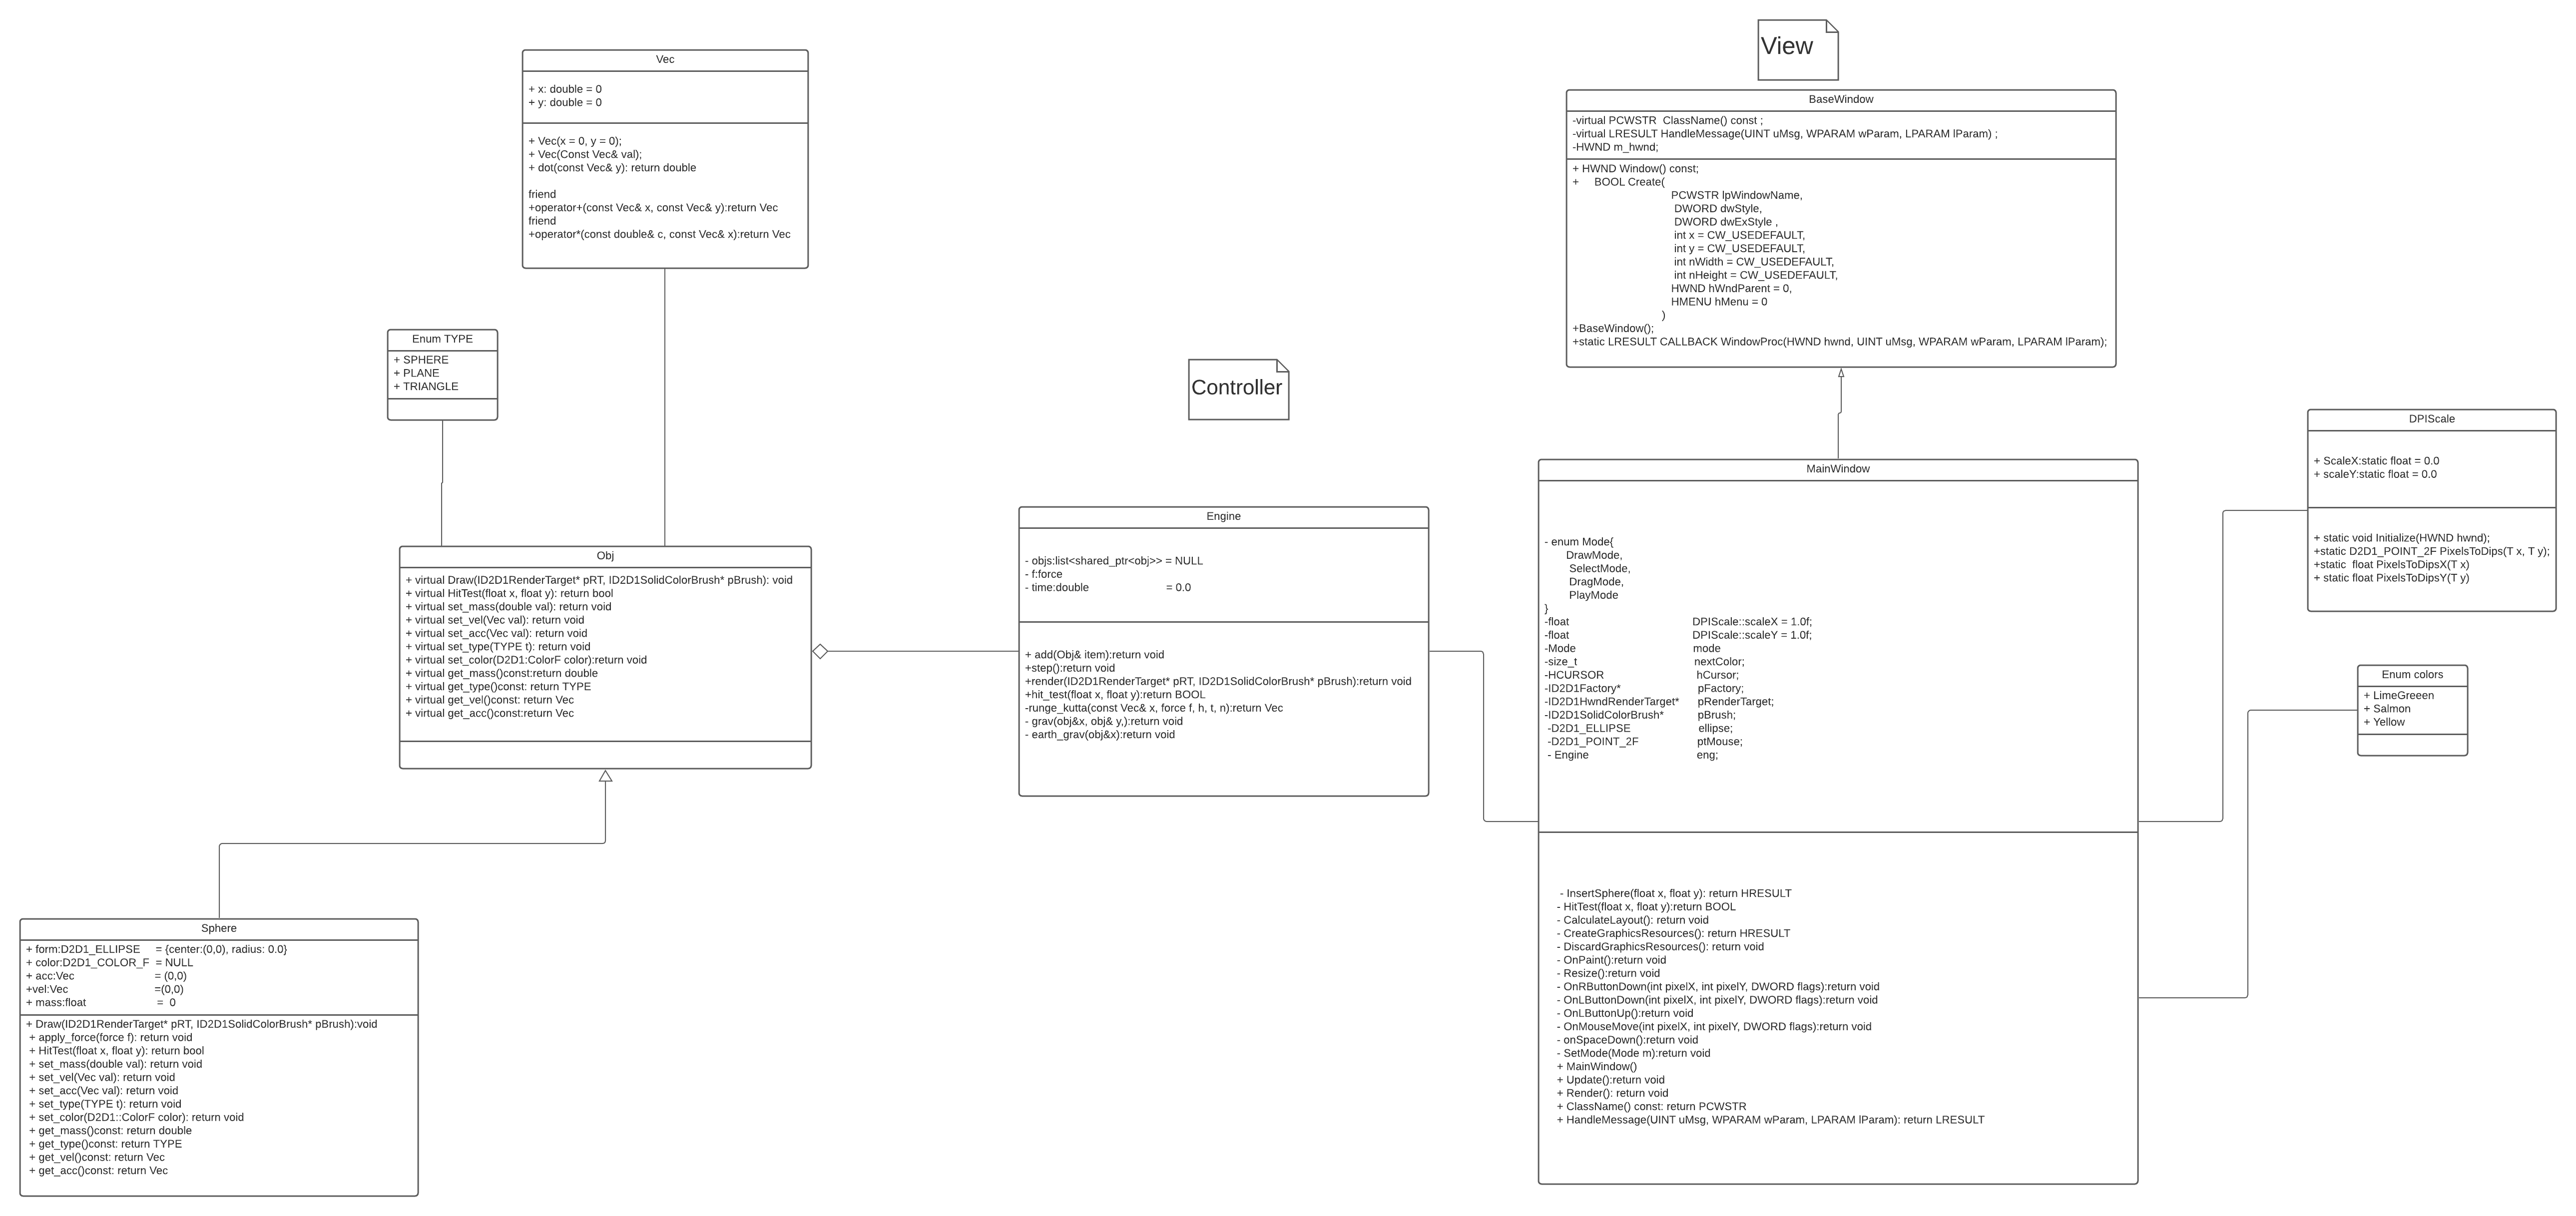 View
Vec
+ x: double = 0
+ y: double = 0
+ Vec(x = 0, y = 0);
+ Vec(Const Vec& val);
+ dot(const Vec& y): return double
friend
+operator+(const Vec& x, const Vec& y):return Vec
friend
+operator*(const double& c, const Vec& x):return Vec
BaseWindow
-virtual PCWSTR  ClassName() const ;
-virtual LRESULT HandleMessage(UINT uMsg, WPARAM wParam, LPARAM lParam) ;
-HWND m_hwnd;
+ HWND Window() const;
+     BOOL Create(
PCWSTR lpWindowName,
DWORD dwStyle,
DWORD dwExStyle ,
int x = CW_USEDEFAULT,
int y = CW_USEDEFAULT,
int nWidth = CW_USEDEFAULT,
int nHeight = CW_USEDEFAULT,
HWND hWndParent = 0,
HMENU hMenu = 0
)
+BaseWindow();
+static LRESULT CALLBACK WindowProc(HWND hwnd, UINT uMsg, WPARAM wParam, LPARAM lParam);
Enum TYPE
+ SPHERE
+ PLANE
+ TRIANGLE
Controller
Obj
+ virtual Draw(ID2D1RenderTarget* pRT, ID2D1SolidColorBrush* pBrush): void
+ virtual HitTest(float x, float y): return bool
+ virtual set_mass(double val): return void
+ virtual set_vel(Vec val): return void
+ virtual set_acc(Vec val): return void
+ virtual set_type(TYPE t): return void
+ virtual set_color(D2D1:ColorF color):return void
+ virtual get_mass()const:return double
+ virtual get_type()const: return TYPE
+ virtual get_vel()const: return Vec
+ virtual get_acc()const:return Vec
Engine
- objs:list<shared_ptr<obj>> = NULL
- f:force
- time:double = 0.0
+ add(Obj& item):return void
+step():return void
+render(ID2D1RenderTarget* pRT, ID2D1SolidColorBrush* pBrush):return void
+hit_test(float x, float y):return BOOL
-runge_kutta(const Vec& x, force f, h, t, n):return Vec
- grav(obj&x, obj& y,):return void
- earth_grav(obj&x):return void
MainWindow
- enum Mode{
DrawMode,
SelectMode,
DragMode,
PlayMode
}
-float DPIScale::scaleX = 1.0f;
-float DPIScale::scaleY = 1.0f;
-Mode mode
-size_t nextColor;
-HCURSOR hCursor;
-ID2D1Factory* pFactory;
-ID2D1HwndRenderTarget* pRenderTarget;
-ID2D1SolidColorBrush* pBrush;
-D2D1_ELLIPSE ellipse;
-D2D1_POINT_2F ptMouse;
- Engine eng;
- InsertSphere(float x, float y): return HRESULT
- HitTest(float x, float y):return BOOL
- CalculateLayout(): return void
- CreateGraphicsResources(): return HRESULT
- DiscardGraphicsResources(): return void
- OnPaint():return void
- Resize():return void
- OnRButtonDown(int pixelX, int pixelY, DWORD flags):return void
- OnLButtonDown(int pixelX, int pixelY, DWORD flags):return void
- OnLButtonUp():return void
- OnMouseMove(int pixelX, int pixelY, DWORD flags):return void
- onSpaceDown():return void
- SetMode(Mode m):return void
+ MainWindow()
+ Update():return void
+ Render(): return void
+ ClassName() const: return PCWSTR
+ HandleMessage(UINT uMsg, WPARAM wParam, LPARAM lParam): return LRESULT
DPIScale
+ ScaleX:static float = 0.0
+ scaleY:static float = 0.0
+ static void Initialize(HWND hwnd);
+static D2D1_POINT_2F PixelsToDips(T x, T y);
+static  float PixelsToDipsX(T x)
+ static float PixelsToDipsY(T y)
Enum colors
+ LimeGreeen
+ Salmon
+ Yellow
Sphere
+ form:D2D1_ELLIPSE = {center:(0,0), radius: 0.0}
+ color:D2D1_COLOR_F = NULL
+ acc:Vec = (0,0)
+vel:Vec =(0,0)
+ mass:float =  0
+ Draw(ID2D1RenderTarget* pRT, ID2D1SolidColorBrush* pBrush):void
+ apply_force(force f): return void
+ HitTest(float x, float y): return bool
+ set_mass(double val): return void
+ set_vel(Vec val): return void
+ set_acc(Vec val): return void
+ set_type(TYPE t): return void
+ set_color(D2D1::ColorF color): return void
+ get_mass()const: return double
+ get_type()const: return TYPE
+ get_vel()const: return Vec
+ get_acc()const: return Vec